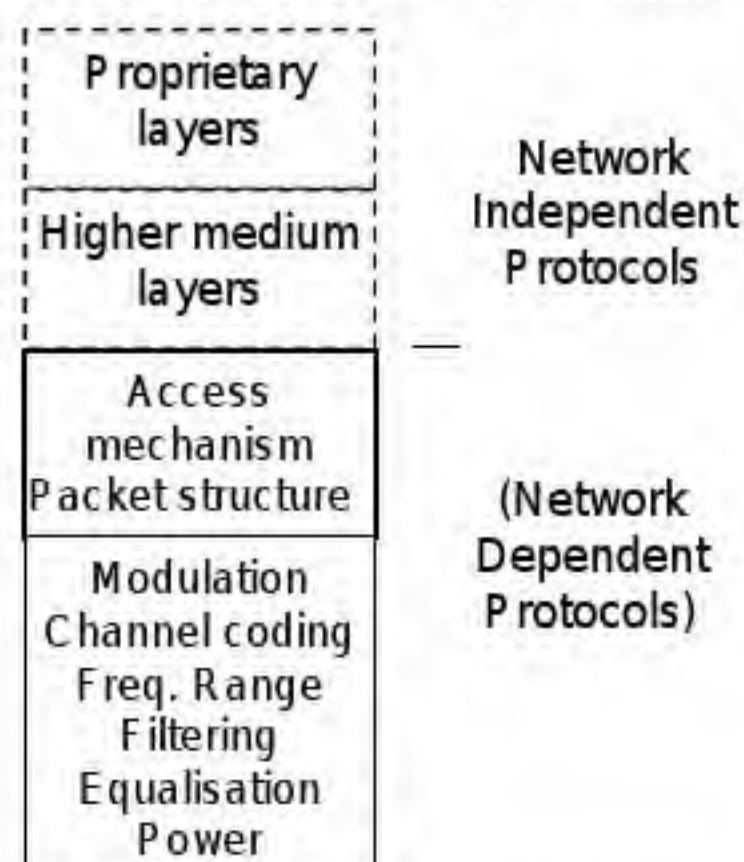 Proprietary
layers
Higher medium
layers
Network
Independent
Protocols
Access
mechanism
Packet structure
Modulation
Channel coding
Freq. Range
Filtering
Equalisation
Power
(Network
Dependent
Protocols)